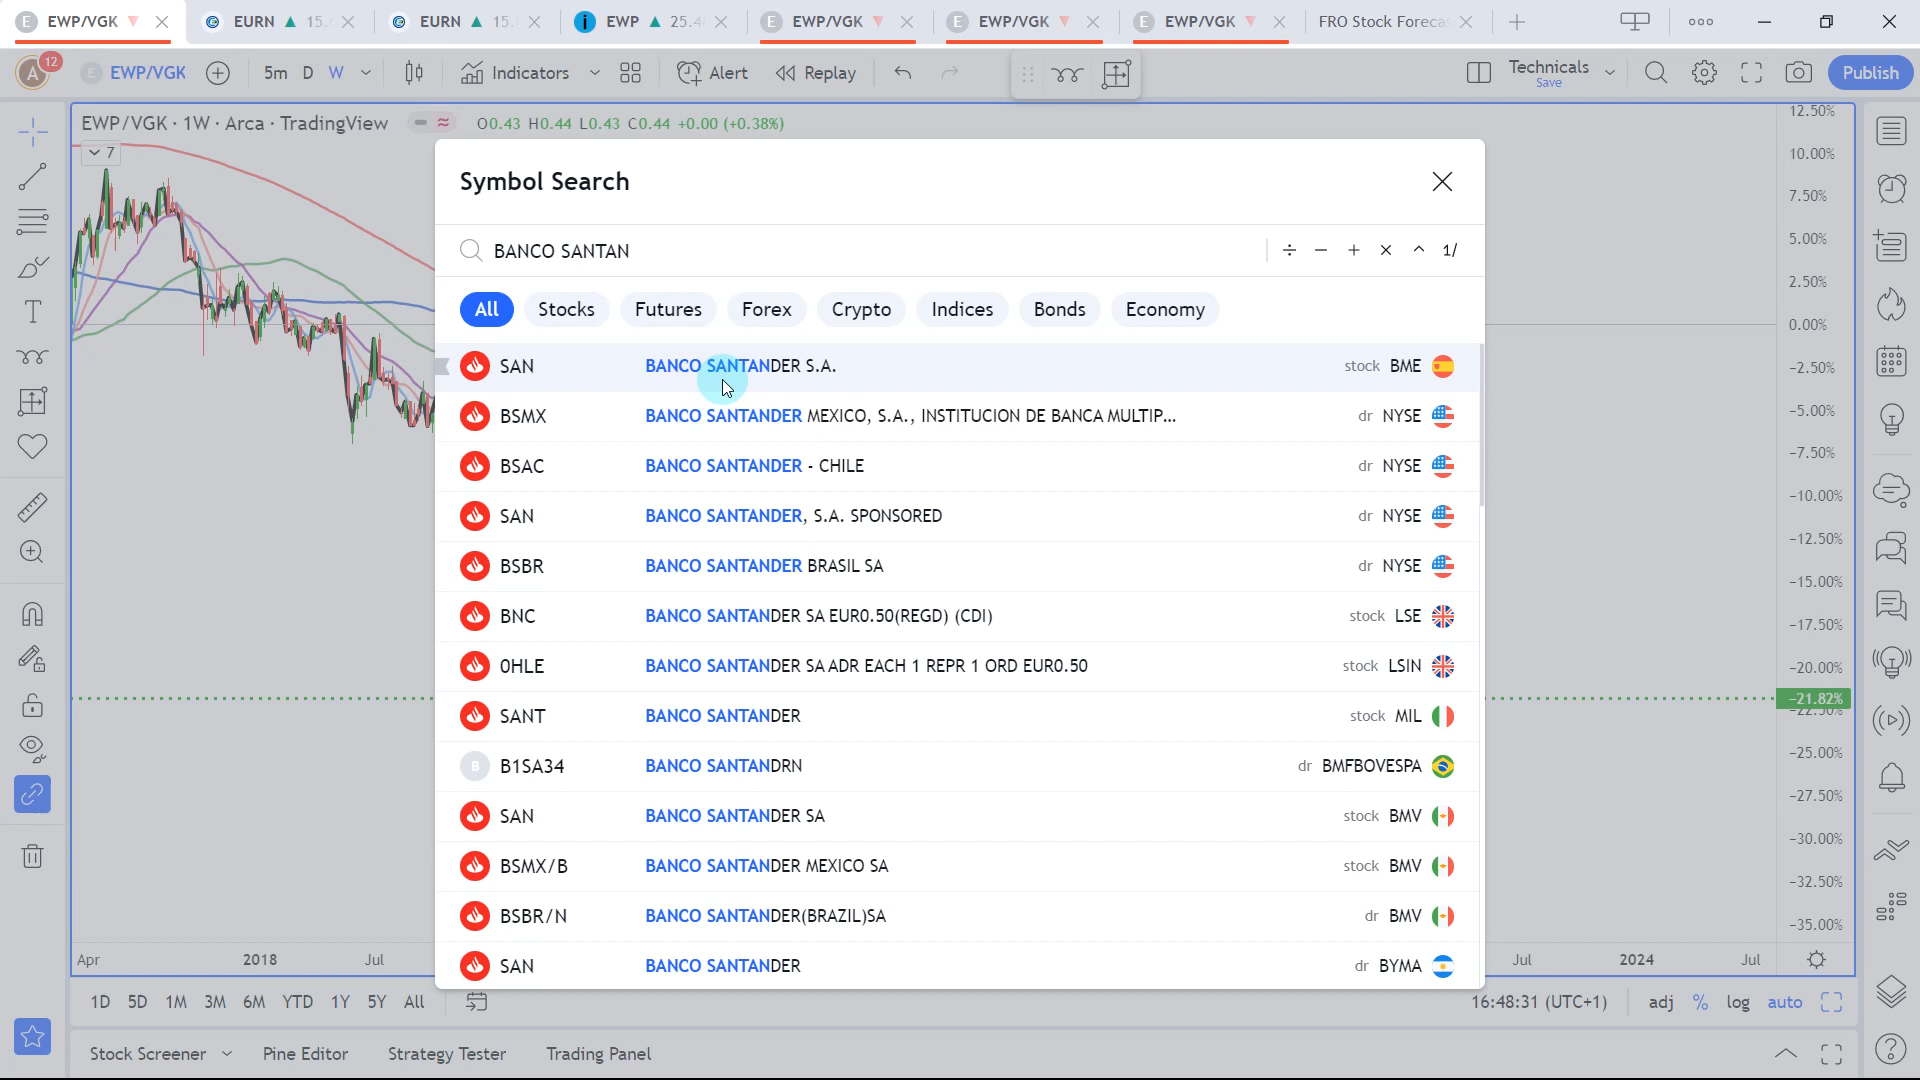 E EWP/VGK
EURN 15.
EURN 15.
EWP 25.4
E EWP/VGK
E EWP/VGK
E EWP/VGK
FRO Stock Foreca
A 12
E EWP/VGK
5m D W
Indicators
Alert
Replay
Technicals
Save
Publish
EWP/VGK · 1W · Arca · TradingView
O0.43 H0.44 L0.43 C0.44 +0.00 (+0.38%)
7
Symbol Search
BANCO SANTAN
÷ − + × ^ 1/
All Stocks Futures Forex Crypto Indices Bonds Economy
SAN BANCO SANTANDER S.A. stock BME
BSMX BANCO SANTANDER MEXICO, S.A., INSTITUCION DE BANCA MULTIP... dr NYSE
BSAC BANCO SANTANDER - CHILE dr NYSE
SAN BANCO SANTANDER, S.A. SPONSORED dr NYSE
BSBR BANCO SANTANDER BRASIL SA dr NYSE
BNC BANCO SANTANDER SA EUR0.50(REGD) (CDI) stock LSE
0HLE BANCO SANTANDER SA ADR EACH 1 REPR 1 ORD EUR0.50 stock LSIN
SANT BANCO SANTANDER stock MIL
B B1SA34 BANCO SANTANDRN dr BMFBOVESPA
SAN BANCO SANTANDER SA stock BMV
BSMX/B BANCO SANTANDER MEXICO SA stock BMV
BSBR/N BANCO SANTANDER(BRAZIL)SA dr BMV
SAN BANCO SANTANDER dr BYMA
12.50%
10.00%
7.50%
5.00%
2.50%
0.00%
-2.50%
-5.00%
-7.50%
-10.00%
-12.50%
-15.00%
-17.50%
-20.00%
-21.82%
-25.00%
-27.50%
-30.00%
-32.50%
-35.00%
Apr 2018 Jul
Jul 2024 Jul
1D 5D 1M 3M 6M YTD 1Y 5Y All
16:48:31 (UTC+1) adj % log auto
Stock Screener Pine Editor Strategy Tester Trading Panel